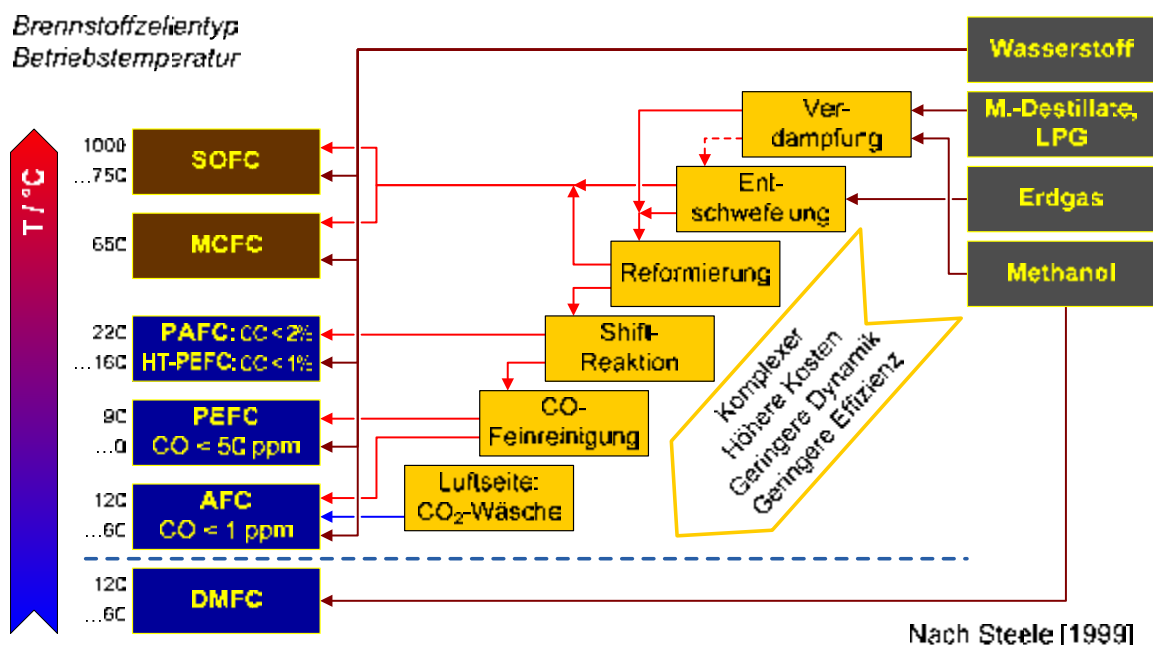 Brennstoffzellentyp
Betriebstemperatur
T / °C
1000
...750
SOFC
650
MCFC
220
...160
PAFC: CO < 2%
HT-PEFC: CO < 1%
90
...0
PEFC
CO < 50 ppm
120
...60
AFC
CO < 1 ppm
120
...60
DMFC
Ver-
dampfung
Ent-
schwefelung
Reformierung
Shift-
Reaktion
CO-
Feinreinigung
Luftseite:
CO₂-Wäsche
Wasserstoff
M.-Destillate,
LPG
Erdgas
Methanol
Komplexer
Höhere Kosten
Geringere Dynamik
Geringere Effizienz
Nach Steele [1999]